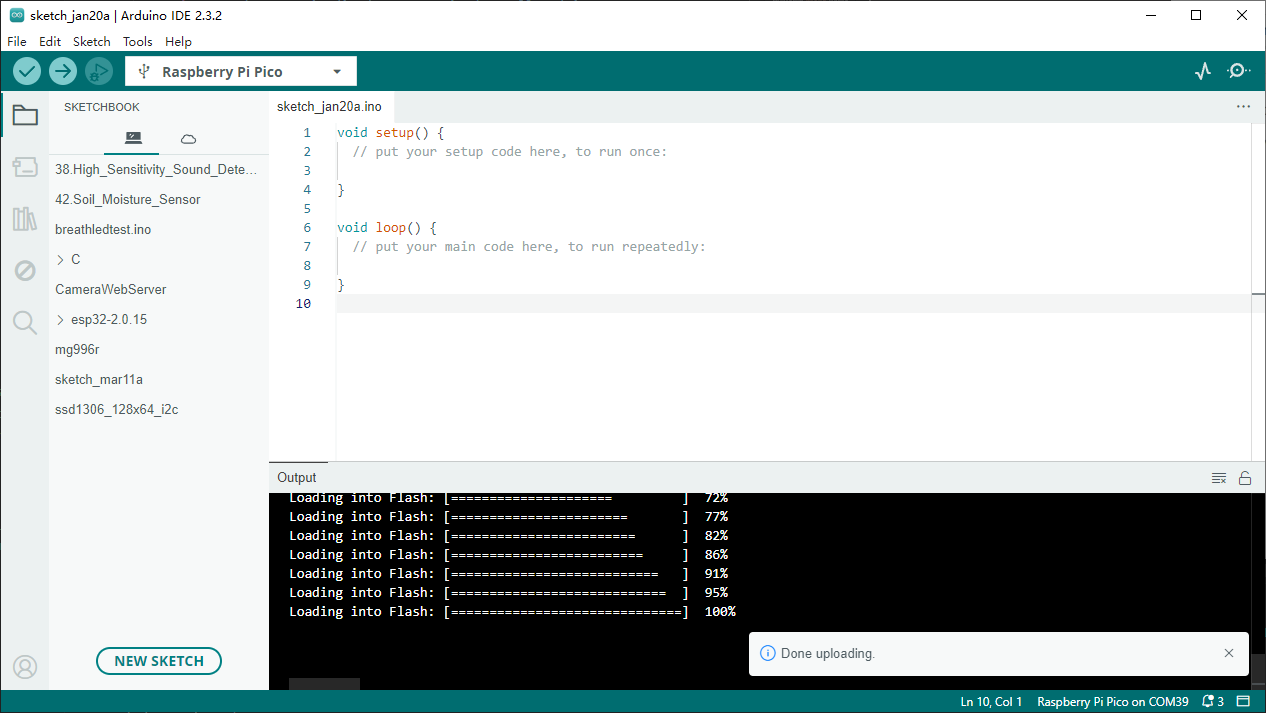 sketch_jan20a | Arduino IDE 2.3.2
File Edit Sketch Tools Help
Raspberry Pi Pico
SKETCHBOOK
38.High_Sensitivity_Sound_Dete...
42.Soil_Moisture_Sensor
breathledtest.ino
C
CameraWebServer
esp32-2.0.15
mg996r
sketch_mar11a
ssd1306_128x64_i2c
NEW SKETCH
sketch_jan20a.ino
1 void setup() {
2 // put your setup code here, to run once:
3
4 }
5
6 void loop() {
7 // put your main code here, to run repeatedly:
8
9 }
10
Output
Loading into Flash: [=====================         ]  72%
Loading into Flash: [=======================       ]  77%
Loading into Flash: [========================      ]  82%
Loading into Flash: [=========================     ]  86%
Loading into Flash: [===========================   ]  91%
Loading into Flash: [============================  ]  95%
Loading into Flash: [==============================]  100%
Done uploading.
Ln 10, Col 1 Raspberry Pi Pico on COM39 3